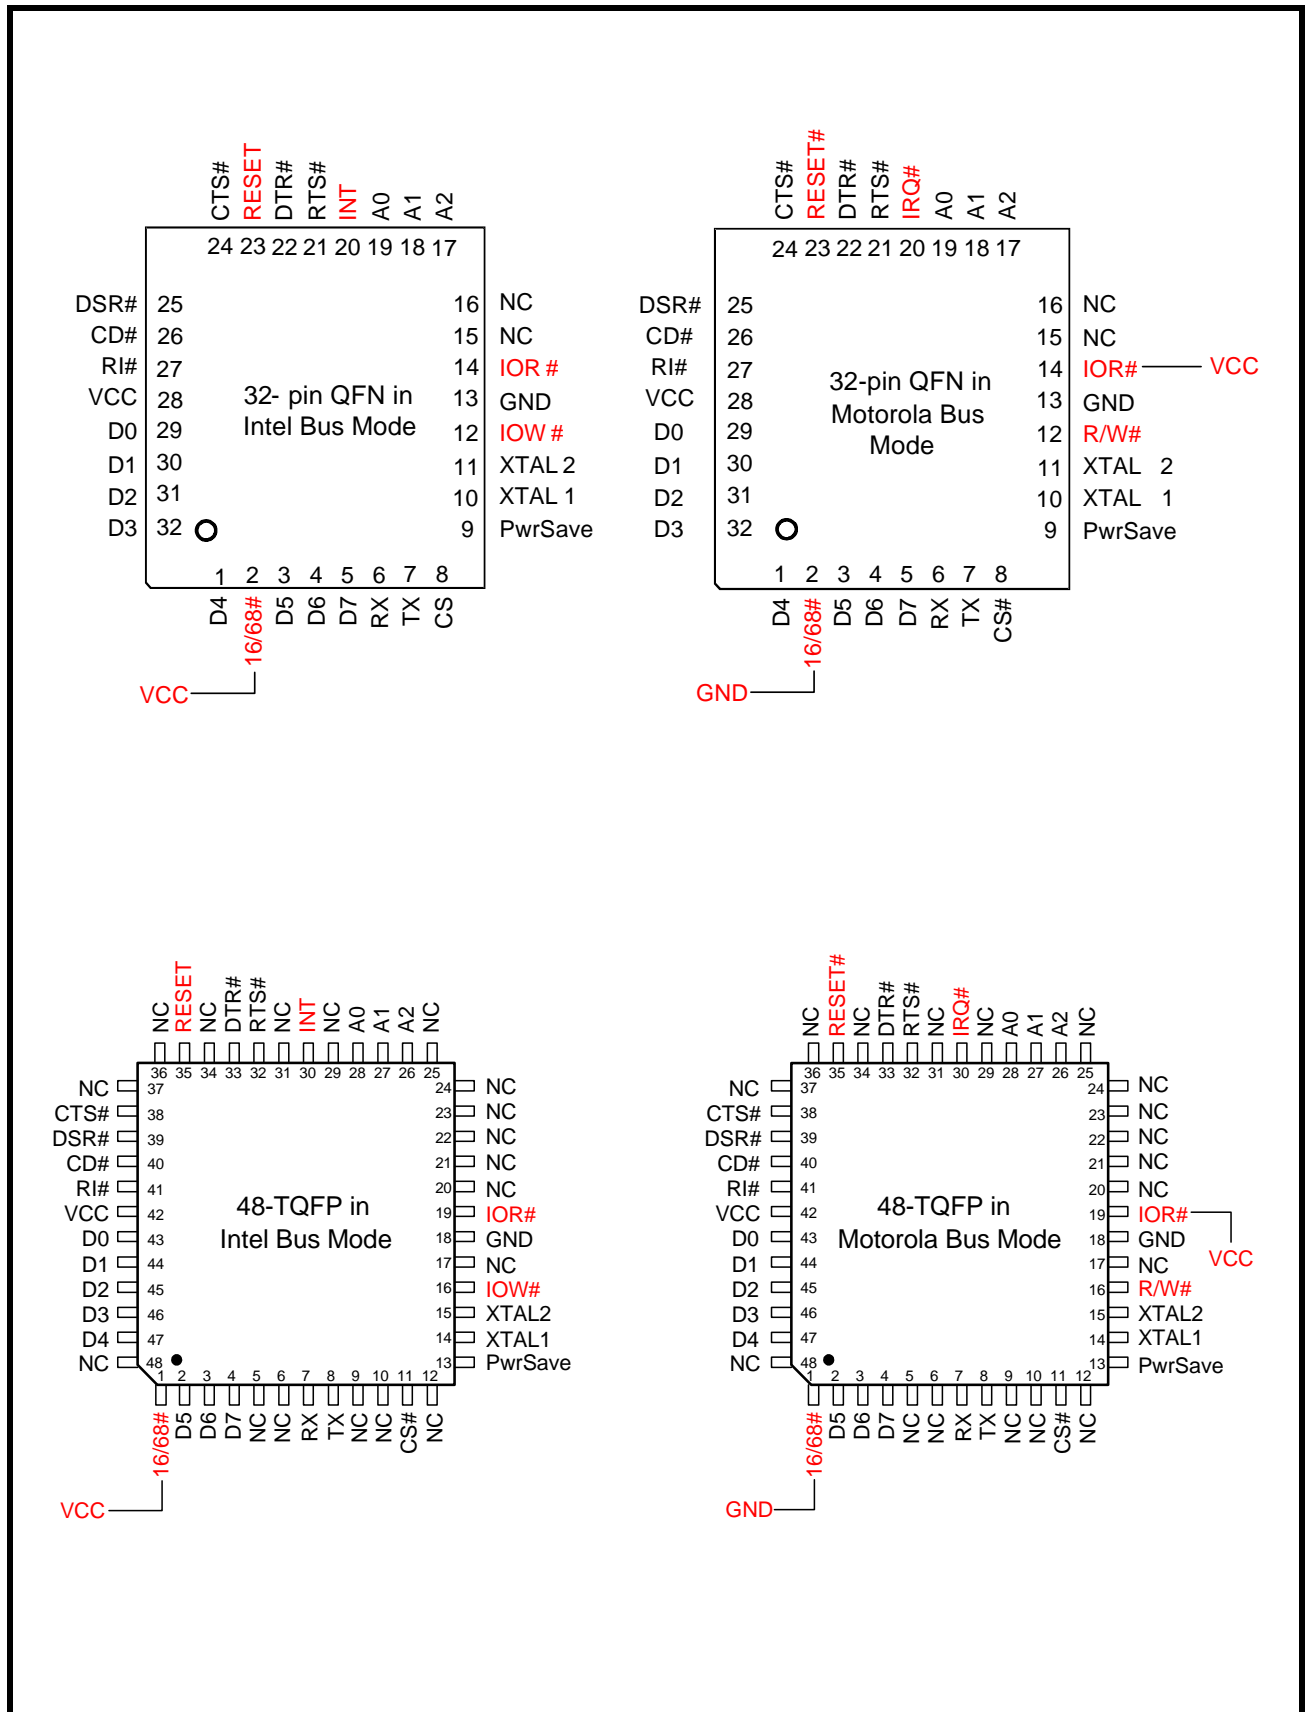 CTS# RESET DTR# RTS# INT A0 A1 A2
24 23 22 21 20 19 18 17
DSR# 25 16 NC
CD# 26 15 NC
RI# 27 14 IOR #
VCC 28 13 GND
D0 29 12 IOW #
D1 30 11 XTAL 2
D2 31 10 XTAL 1
D3 32 9 PwrSave
32- pin QFN in
Intel Bus Mode
1 2 3 4 5 6 7 8
D4 16/68# D5 D6 D7 RX TX CS
VCC
CTS# RESET# DTR# RTS# IRQ# A0 A1 A2
24 23 22 21 20 19 18 17
DSR# 25 16 NC
CD# 26 15 NC
RI# 27 14 IOR# VCC
VCC 28 13 GND
D0 29 12 R/W#
D1 30 11 XTAL 2
D2 31 10 XTAL 1
D3 32 9 PwrSave
32-pin QFN in
Motorola Bus
Mode
1 2 3 4 5 6 7 8
D4 16/68# D5 D6 D7 RX TX CS#
GND
NC RESET NC DTR# RTS# NC INT NC A0 A1 A2 NC
36 35 34 33 32 31 30 29 28 27 26 25
NC 37 24 NC
CTS# 38 23 NC
DSR# 39 22 NC
CD# 40 21 NC
RI# 41 20 NC
VCC 42 19 IOR#
D0 43 18 GND
D1 44 17 NC
D2 45 16 IOW#
D3 46 15 XTAL2
D4 47 14 XTAL1
NC 48 13 PwrSave
48-TQFP in
Intel Bus Mode
1 2 3 4 5 6 7 8 9 10 11 12
16/68# D5 D6 D7 NC NC RX TX NC NC CS# NC
VCC
NC RESET# NC DTR# RTS# NC IRQ# NC A0 A1 A2 NC
36 35 34 33 32 31 30 29 28 27 26 25
NC 37 24 NC
CTS# 38 23 NC
DSR# 39 22 NC
CD# 40 21 NC
RI# 41 20 NC
VCC 42 19 IOR#
D0 43 18 GND
VCC
D1 44 17 NC
D2 45 16 R/W#
D3 46 15 XTAL2
D4 47 14 XTAL1
NC 48 13 PwrSave
48-TQFP in
Motorola Bus Mode
1 2 3 4 5 6 7 8 9 10 11 12
16/68# D5 D6 D7 NC NC RX TX NC NC CS# NC
GND